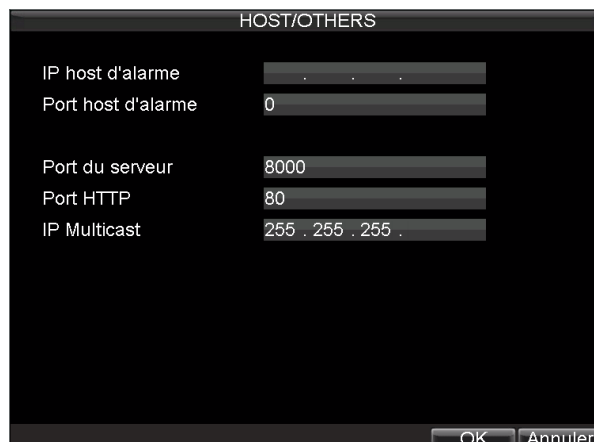 HOST/OTHERS
IP host d'alarme . . .
Port host d'alarme 0
Port du serveur 8000
Port HTTP 80
IP Multicast 255 . 255 . 255 .
OK Annuler